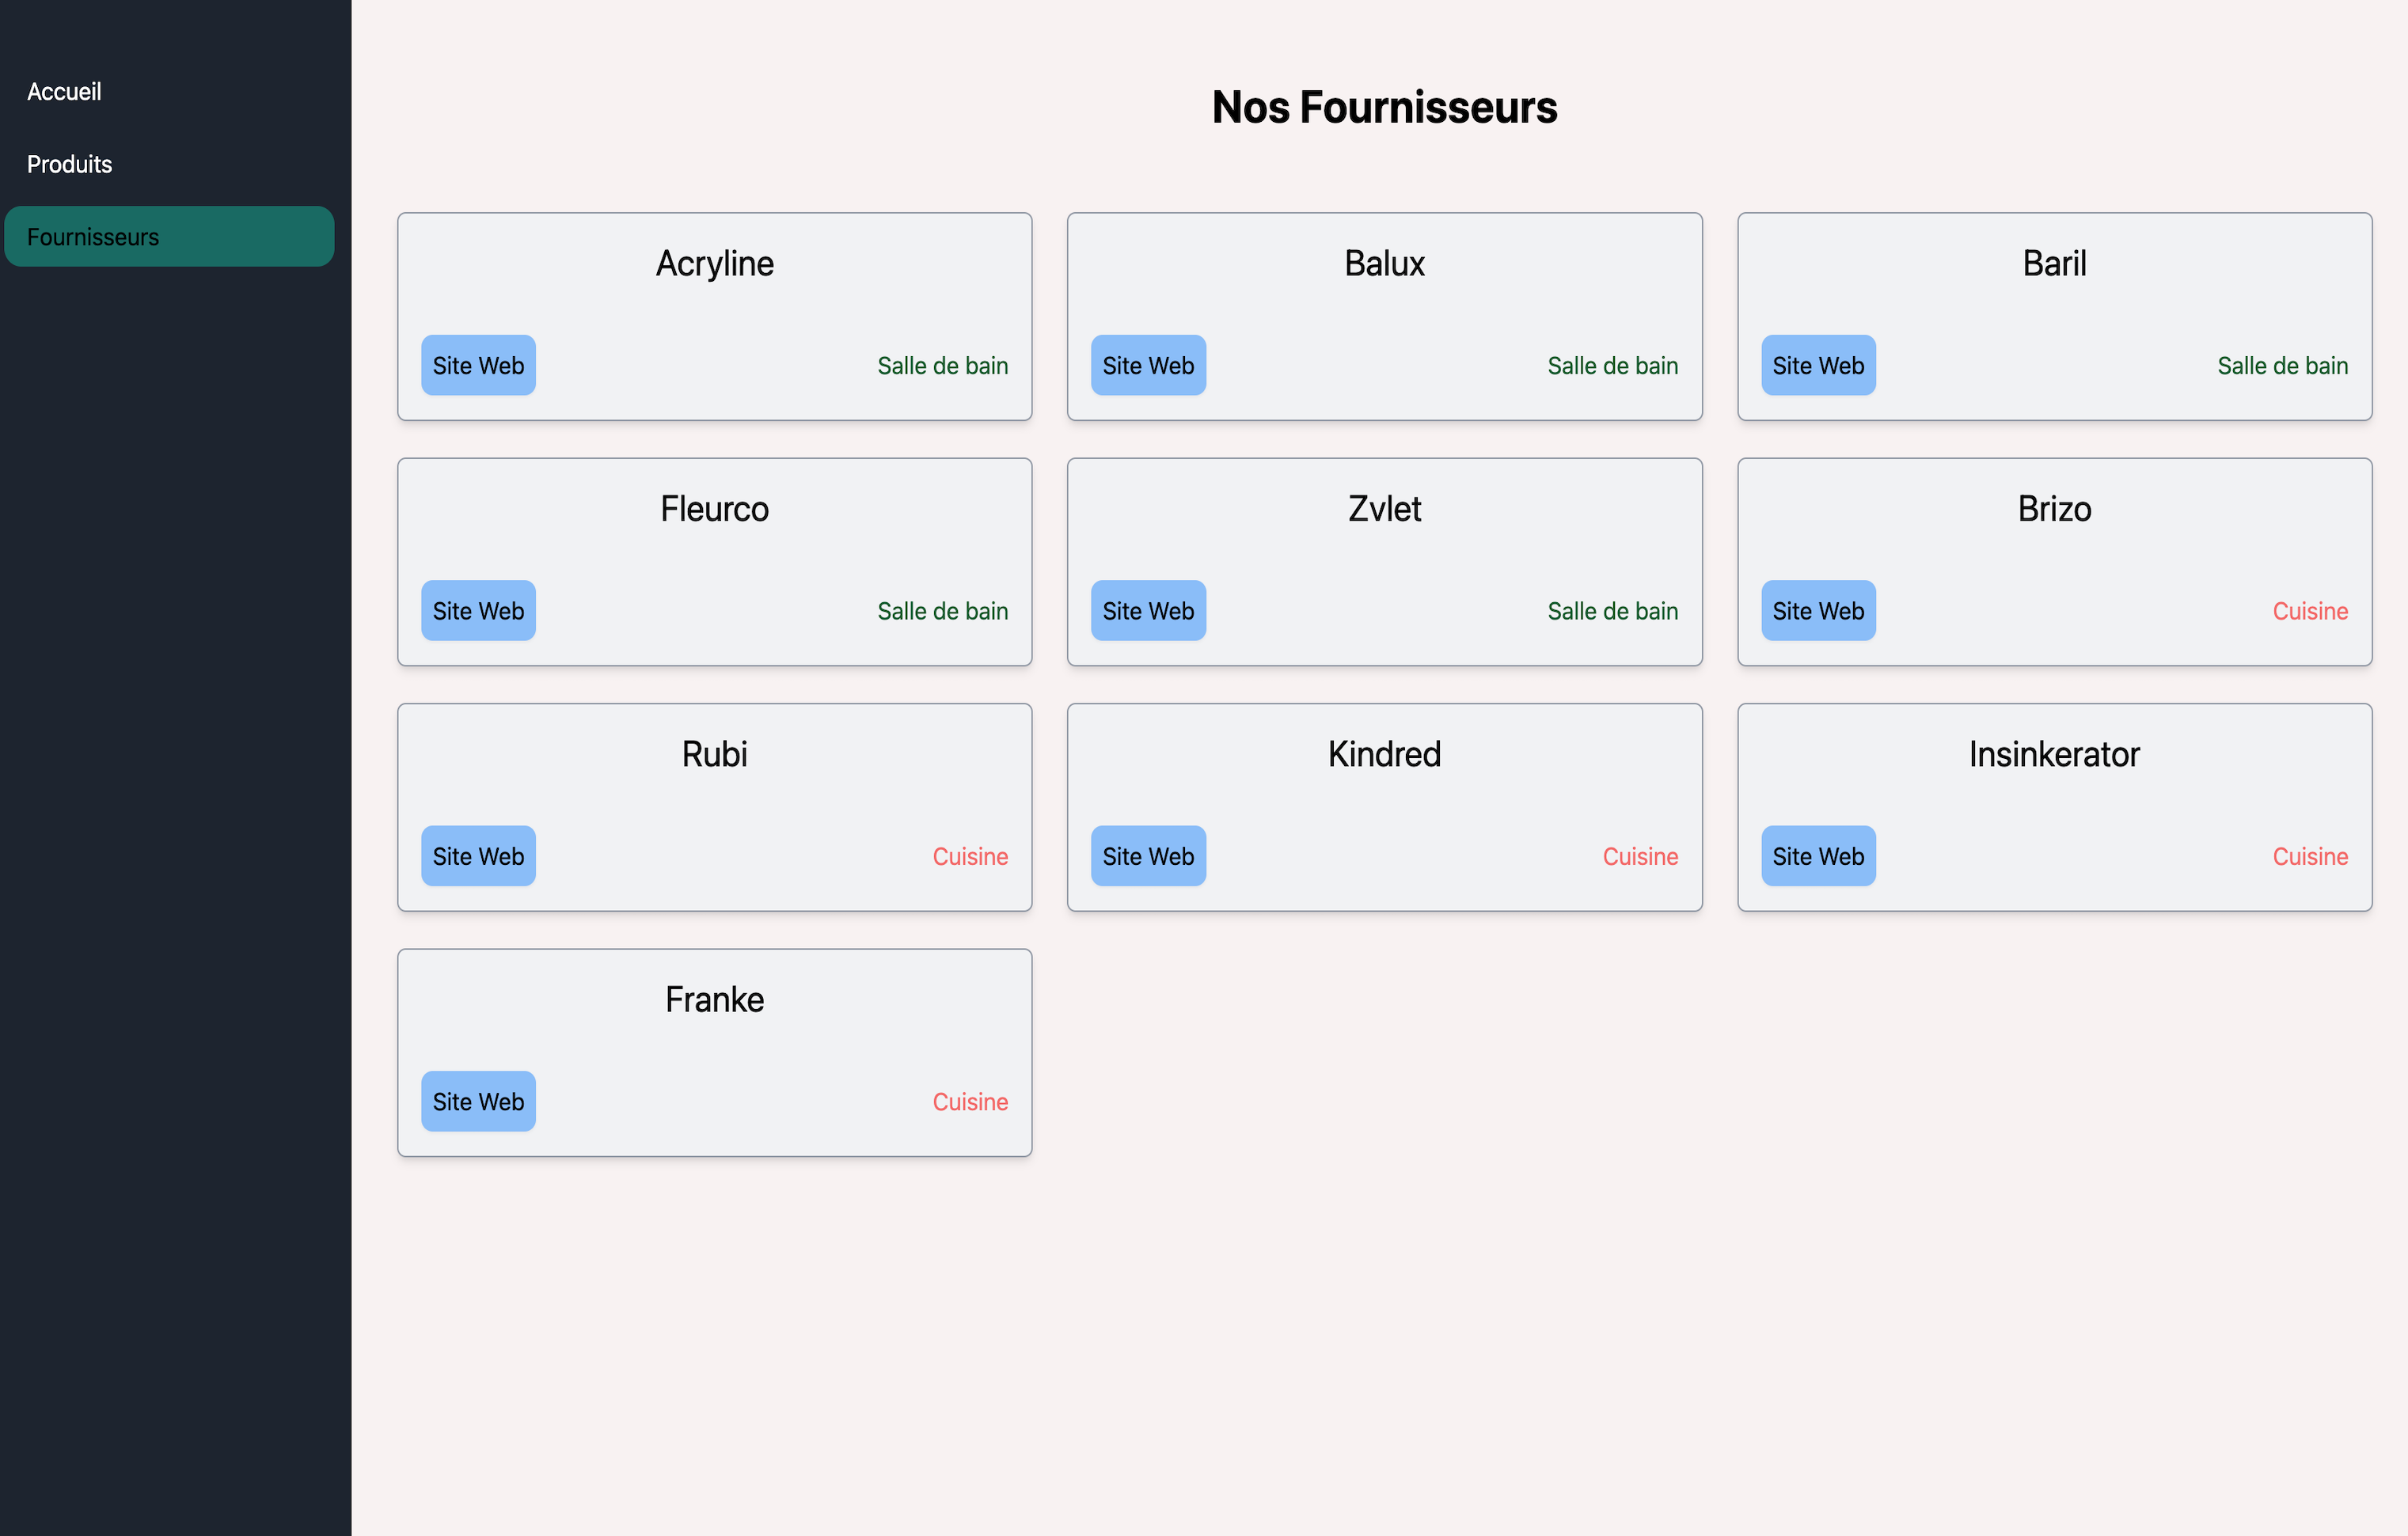 Accueil
Produits
Fournisseurs
Nos Fournisseurs
Acryline
Site Web
Salle de bain
Balux
Site Web
Salle de bain
Baril
Site Web
Salle de bain
Fleurco
Site Web
Salle de bain
Zvlet
Site Web
Salle de bain
Brizo
Site Web
Cuisine
Rubi
Site Web
Cuisine
Kindred
Site Web
Cuisine
Insinkerator
Site Web
Cuisine
Franke
Site Web
Cuisine